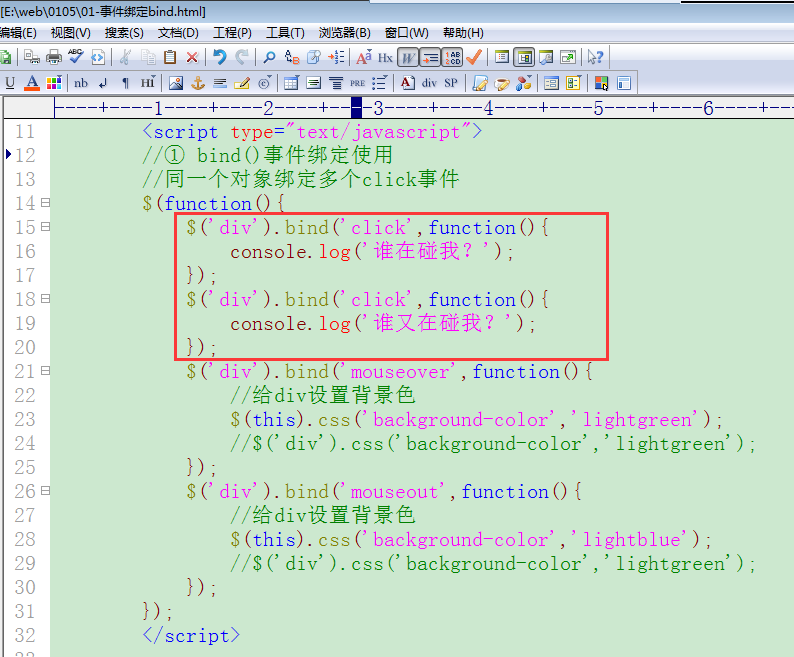 [E:\web\0105\01-事件绑定bind.html]
编辑(E) 视图(V) 搜索(S) 文档(D) 工程(P) 工具(T) 浏览器(B) 窗口(W) 帮助(H)
U A nb ¶ HI PRE A div SP
1 2 3 4 5 6
11 <script type="text/javascript">
12 //① bind()事件绑定使用
13 //同一个对象绑定多个click事件
14 $(function(){
15 $('div').bind('click',function(){
16 console.log('谁在碰我？');
17 });
18 $('div').bind('click',function(){
19 console.log('谁又在碰我？');
20 });
21 $('div').bind('mouseover',function(){
22 //给div设置背景色
23 $(this).css('background-color','lightgreen');
24 //$('div').css('background-color','lightgreen');
25 });
26 $('div').bind('mouseout',function(){
27 //给div设置背景色
28 $(this).css('background-color','lightblue');
29 //$('div').css('background-color','lightgreen');
30 });
31 });
32 </script>